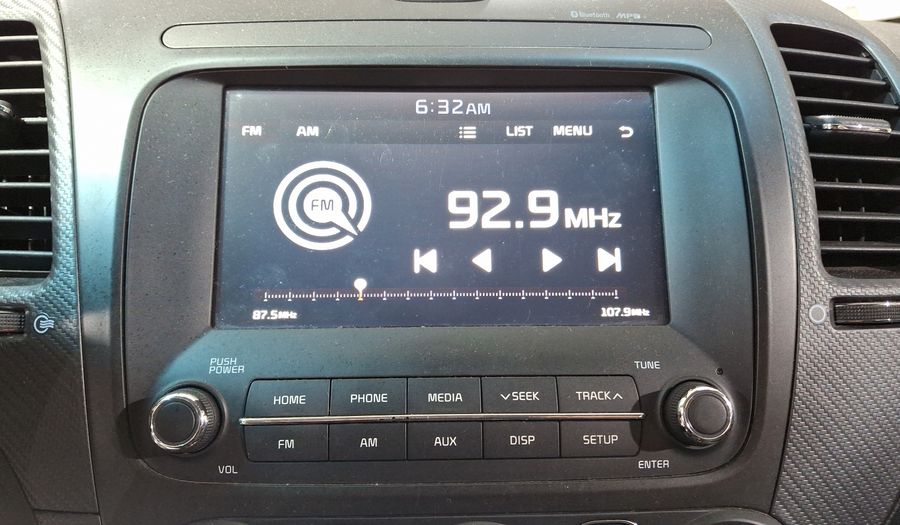 Bluetooth MP3
6:32AM
FM AM LIST MENU
FM
92.9MHz
87.5MHz 107.9MHz
PUSH
POWER
TUNE
HOME PHONE MEDIA SEEK TRACK
FM AM AUX DISP SETUP
VOL ENTER